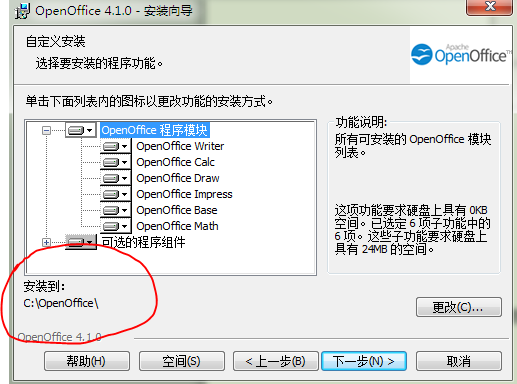 OpenOffice 4.1.0 - 安装向导
自定义安装
选择要安装的程序功能。
Apache
OpenOffice™
单击下面列表内的图标以更改功能的安装方式。
OpenOffice 程序模块
OpenOffice Writer
OpenOffice Calc
OpenOffice Draw
OpenOffice Impress
OpenOffice Base
OpenOffice Math
可选的程序组件
功能说明:
所有可安装的 OpenOffice 模块
列表。
这项功能要求硬盘上具有 0KB
空间。已选定 6 项子功能中的
6 项。这些子功能要求硬盘上
具有 24MB 的空间。
安装到:
C:\OpenOffice\
更改(C)...
OpenOffice 4.1.0
帮助(H)
空间(S)
< 上一步(B)
下一步(N) >
取消